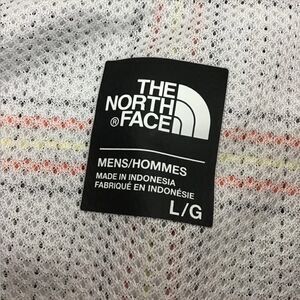 THE
NORTH
®FACE
MENS/HOMMES
MADE IN INDONESIA
FABRIQUÉ EN INDONÉSIE
L/G